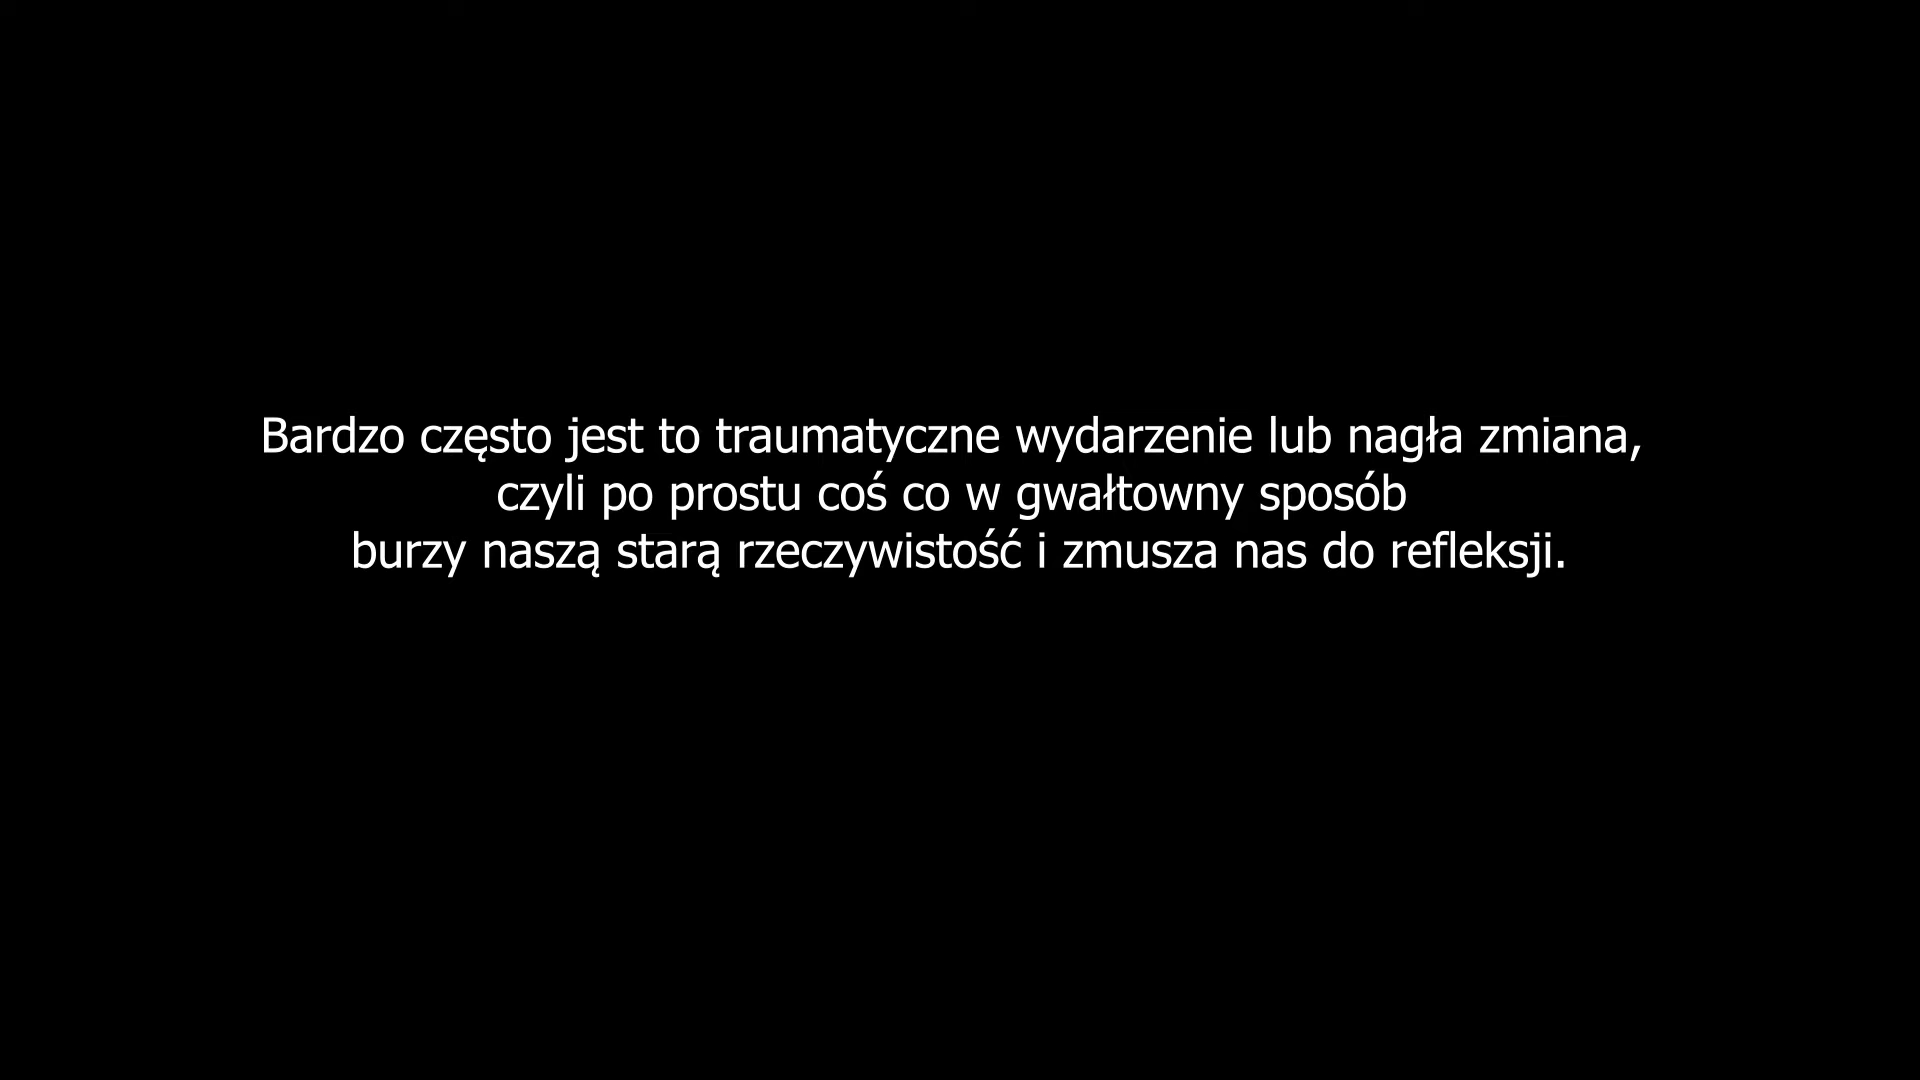 Bardzo często jest to traumatyczne wydarzenie lub nagła zmiana,
czyli po prostu coś co w gwałtowny sposób
burzy naszą starą rzeczywistość i zmusza nas do refleksji.